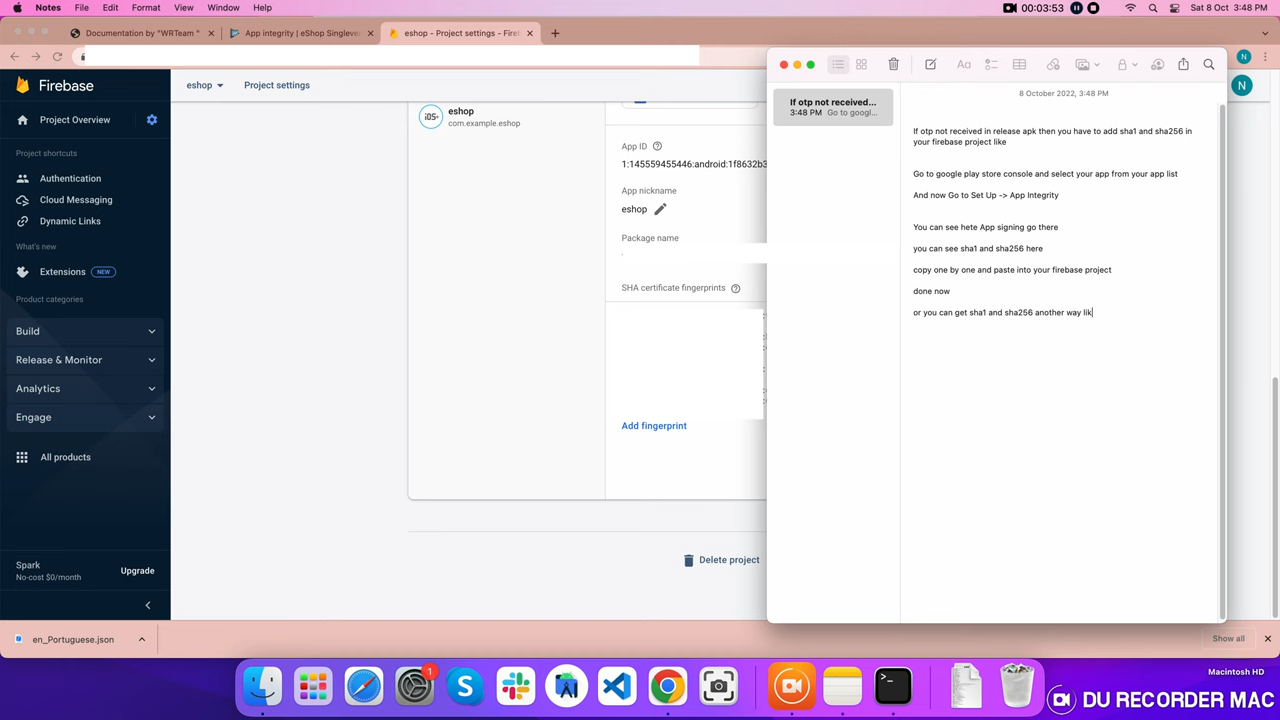 Notes File Edit Format View Window Help
00:03:53
Sat 8 Oct 3:48 PM
Documentation by "WRTeam"
App integrity | eShop Singlever
eshop - Project settings - Fireb
N
Firebase
eshop
Project settings
N
Project Overview
Project shortcuts
Authentication
Cloud Messaging
Dynamic Links
What's new
Extensions NEW
Product categories
Build
Release & Monitor
Analytics
Engage
All products
Spark
No-cost $0/month
Upgrade
iOS+
eshop
com.example.eshop
App ID
1:145559455446:android:1f8632b3
App nickname
eshop
Package name
SHA certificate fingerprints
Add fingerprint
Delete project
If otp not received...
3:48 PM Go to googl...
8 October 2022, 3:48 PM
If otp not received in release apk then you have to add sha1 and sha256 in
your firebase project like
Go to google play store console and select your app from your app list
And now Go to Set Up -> App Integrity
You can see hete App signing go there
you can see sha1 and sha256 here
copy one by one and paste into your firebase project
done now
or you can get sha1 and sha256 another way lik
en_Portuguese.json
Show all
1
Macintosh HD
DU RECORDER MAC